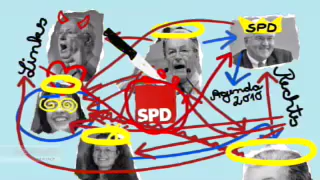 Links
SPD
Agenda
2010
Rechts
SPD